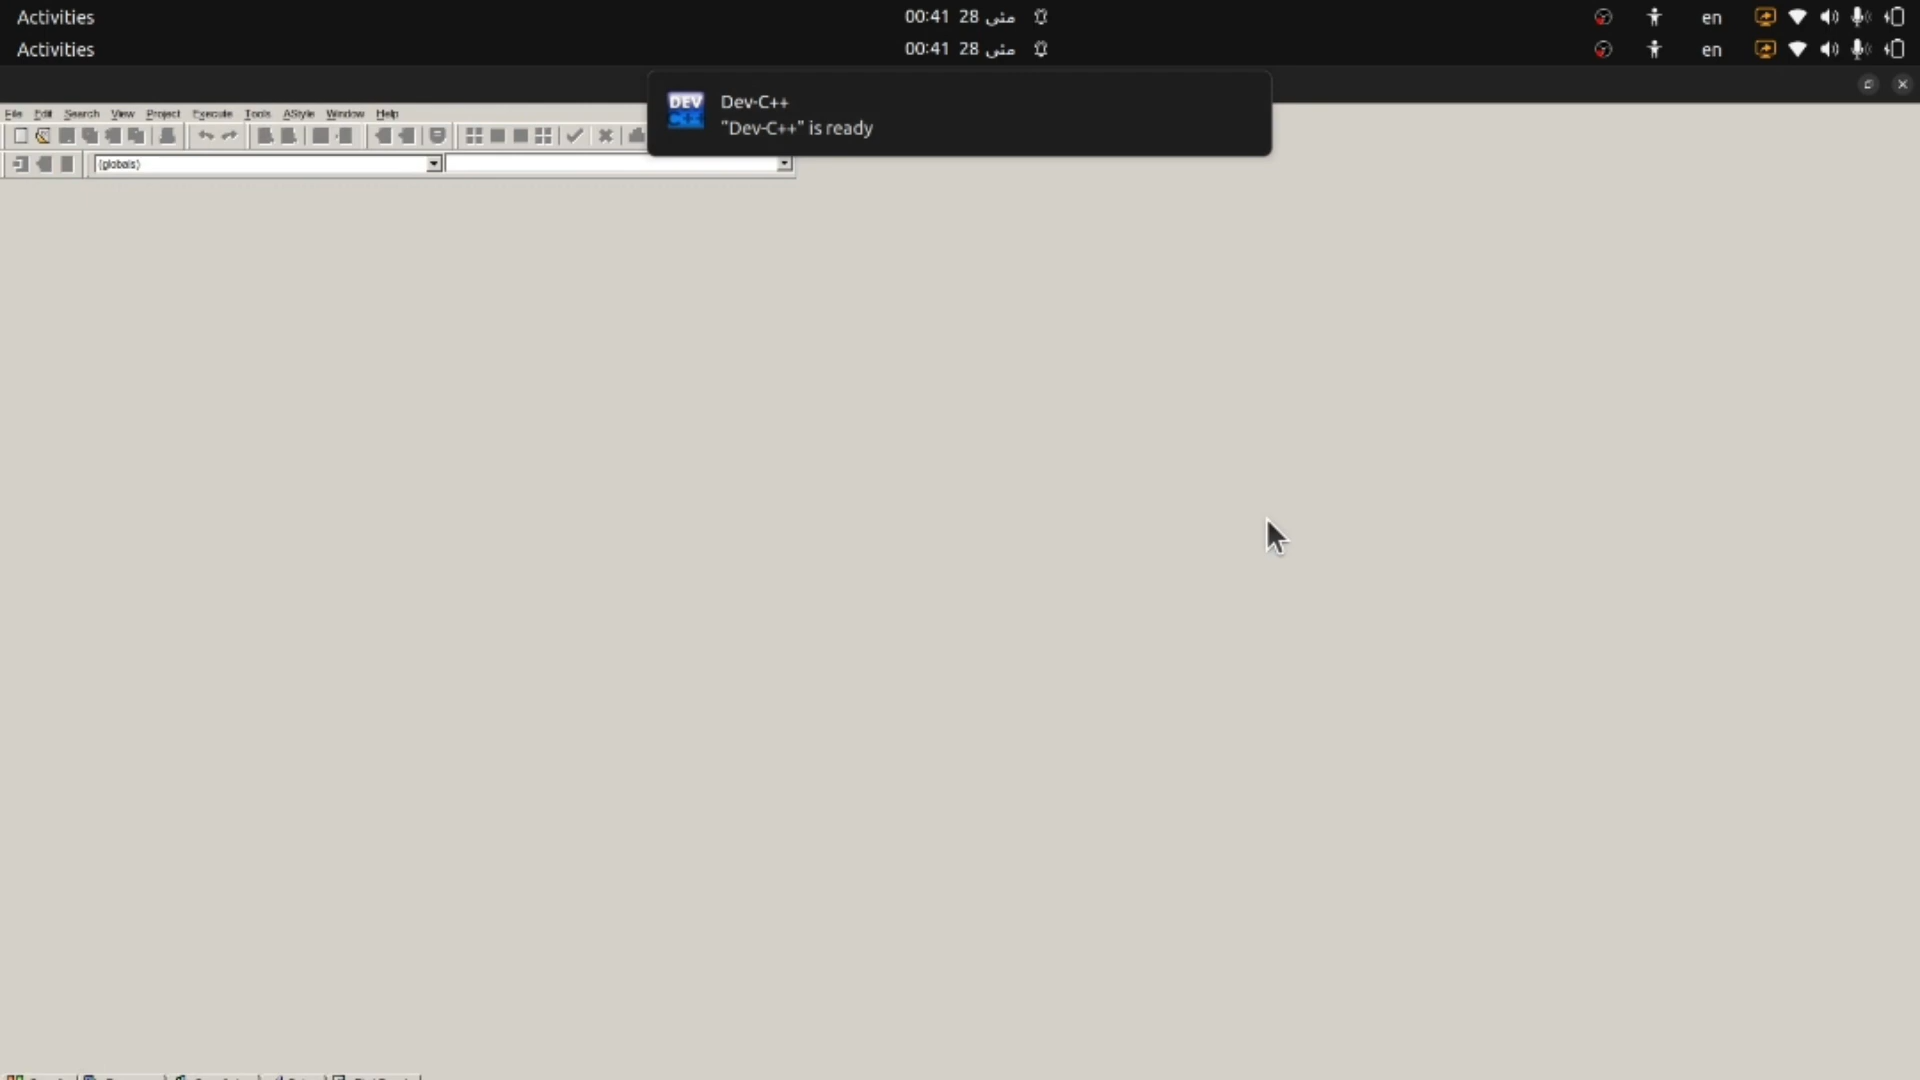 Activities
00:41 28 مئی
en
Activities
00:41 28 مئی
en
Dev-C++
"Dev-C++" is ready
File Edit Search View Project Execute Tools AStyle Window Help
(globals)